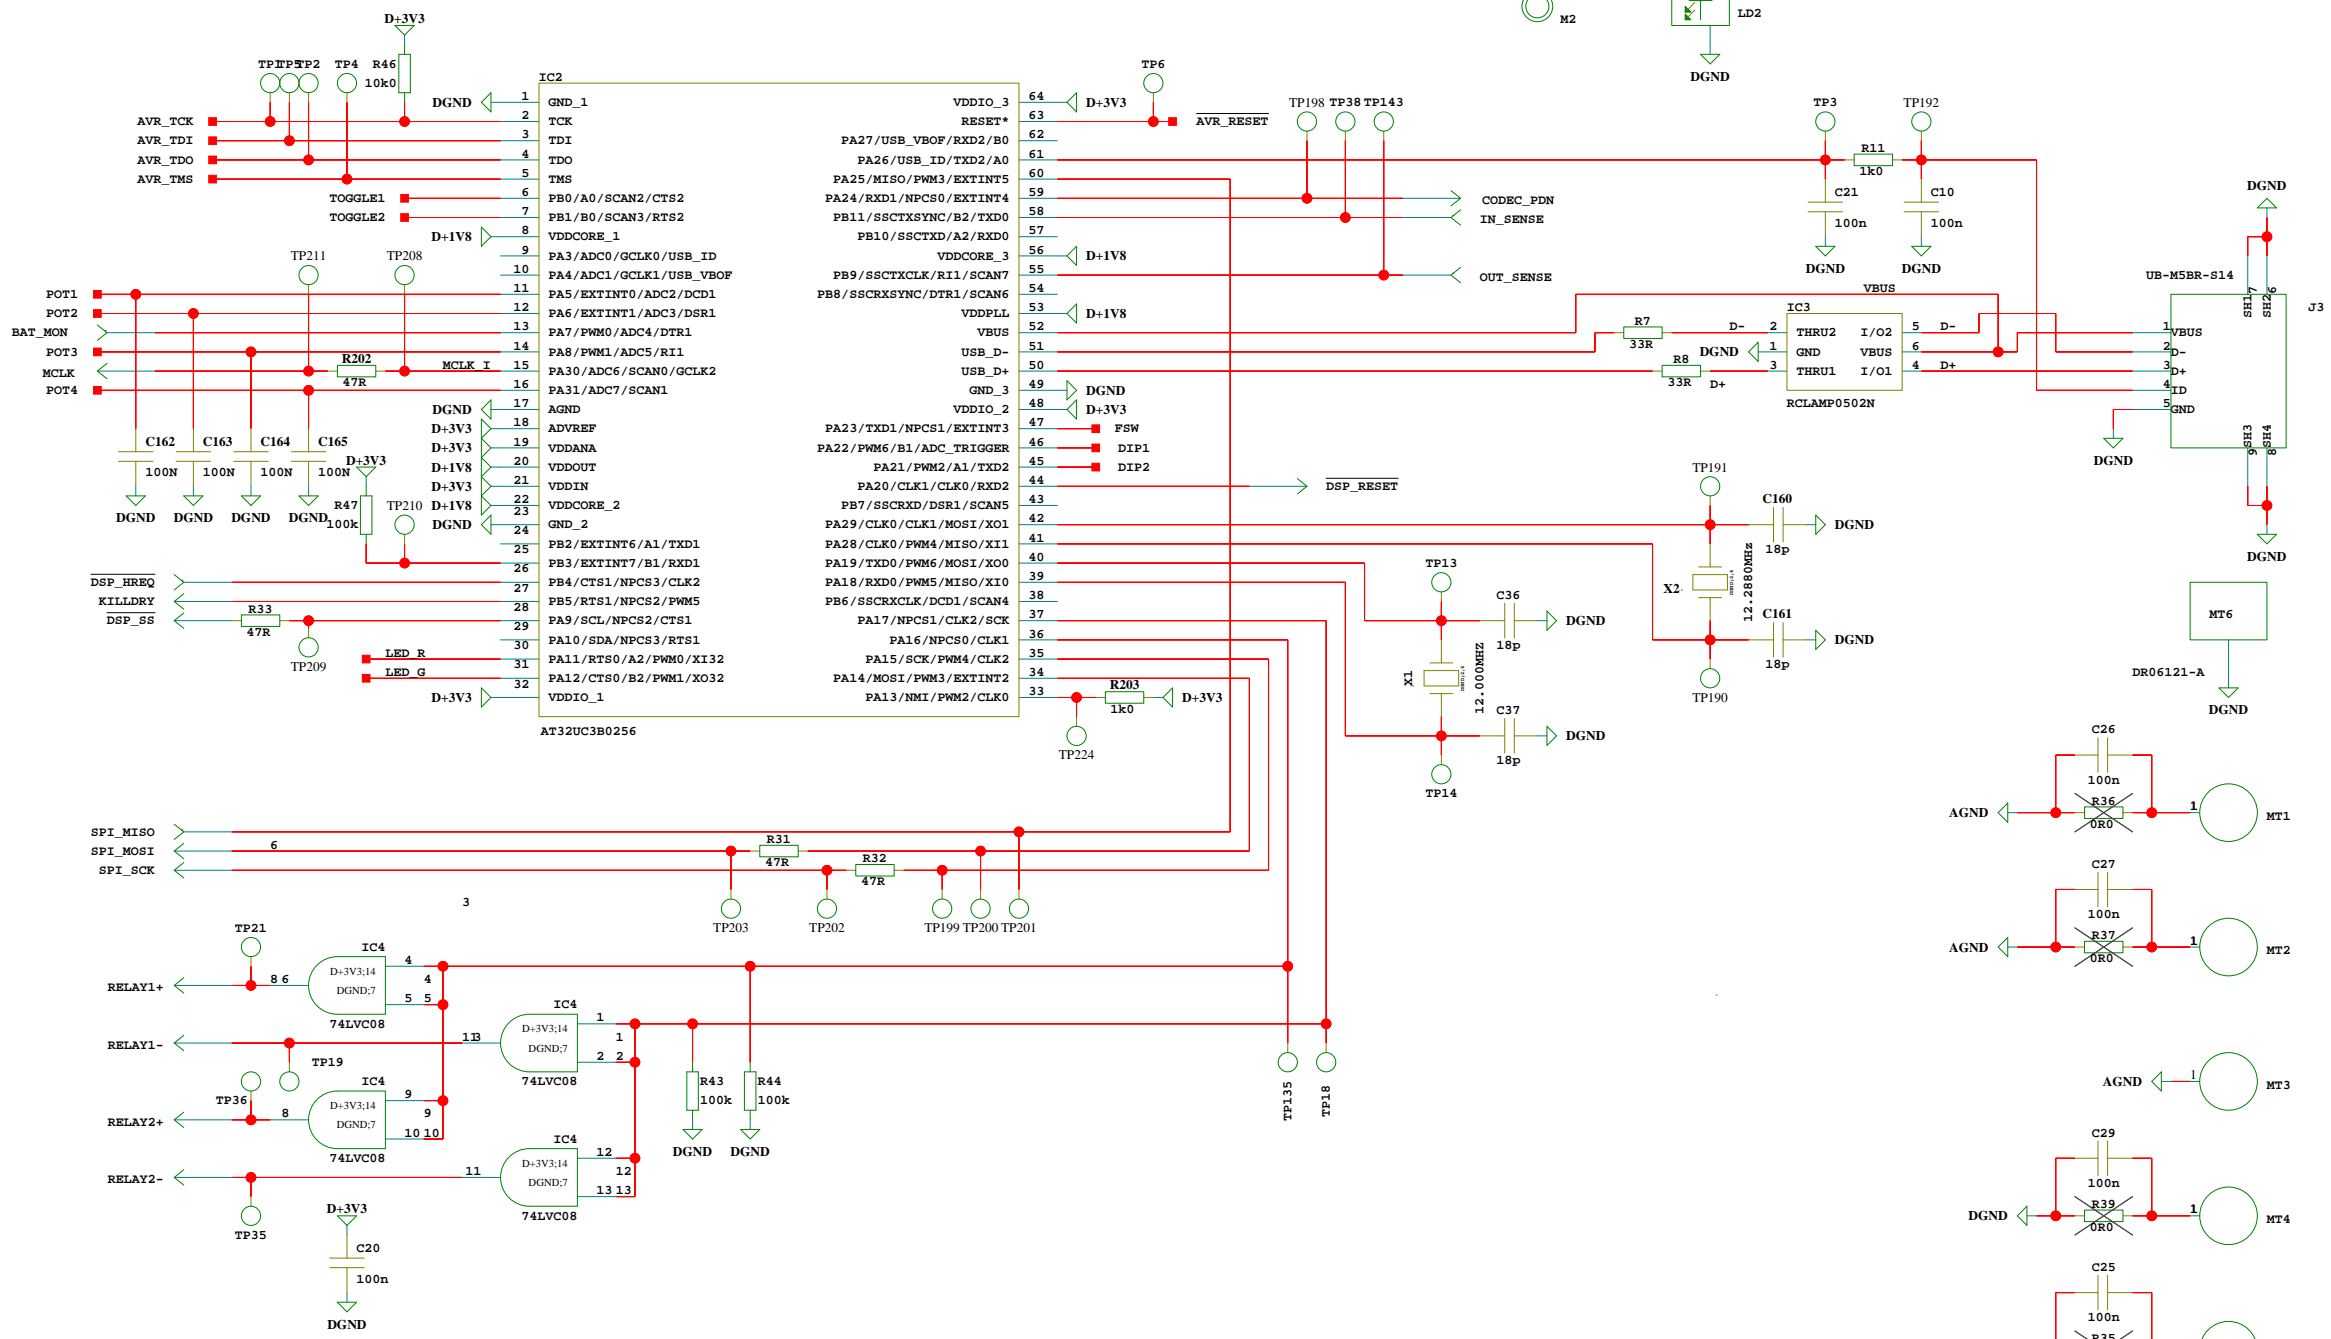 M2
LD2
DGND
D+3V3
TP1 TP5 TP2 TP4
R46
10k0
IC2
DGND
AVR_TCK
AVR_TDI
AVR_TDO
AVR_TMS
TOGGLE1
TOGGLE2
D+1V8
TP211
TP208
POT1
POT2
BAT_MON
POT3
MCLK
POT4
R202
47R
MCLK_I
DGND
D+3V3
D+3V3
D+1V8
D+3V3
D+1V8
DGND
C162
100N
C163
100N
C164
100N
C165
100N
DGND
DGND
DGND
DGND
D+3V3
R47
100k
TP210
DSP_HREQ
KILLDRY
DSP_SS
R33
47R
TP209
LED_R
LED_G
D+3V3
1 GND_1
2 TCK
3 TDI
4 TDO
5 TMS
6 PB0/A0/SCAN2/CTS2
7 PB1/B0/SCAN3/RTS2
8 VDDCORE_1
9 PA3/ADC0/GCLK0/USB_ID
10 PA4/ADC1/GCLK1/USB_VBOF
11 PA5/EXTINT0/ADC2/DCD1
12 PA6/EXTINT1/ADC3/DSR1
13 PA7/PWM0/ADC4/DTR1
14 PA8/PWM1/ADC5/RI1
15 PA30/ADC6/SCAN0/GCLK2
16 PA31/ADC7/SCAN1
17 AGND
18 ADVREF
19 VDDANA
20 VDDOUT
21 VDDIN
22 VDDCORE_2
23 GND_2
24 PB2/EXTINT6/A1/TXD1
25 PB3/EXTINT7/B1/RXD1
26 PB4/CTS1/NPCS3/CLK2
27 PB5/RTS1/NPCS2/PWM5
28 PA9/SCL/NPCS2/CTS1
29 PA10/SDA/NPCS3/RTS1
30 PA11/RTS0/A2/PWM0/XI32
31 PA12/CTS0/B2/PWM1/XO32
32 VDDIO_1
VDDIO_3 64
RESET* 63
PA27/USB_VBOF/RXD2/B0 62
PA26/USB_ID/TXD2/A0 61
PA25/MISO/PWM3/EXTINT5 60
PA24/RXD1/NPCS0/EXTINT4 59
PB11/SSCTXSYNC/B2/TXD0 58
PB10/SSCTXD/A2/RXD0 57
VDDCORE_3 56
PB9/SSCTXCLK/RI1/SCAN7 55
PB8/SSCRXSYNC/DTR1/SCAN6 54
VDDPLL 53
VBUS 52
USB_D- 51
USB_D+ 50
GND_3 49
VDDIO_2 48
PA23/TXD1/NPCS1/EXTINT3 47
PA22/PWM6/B1/ADC_TRIGGER 46
PA21/PWM2/A1/TXD2 45
PA20/CLK1/CLK0/RXD2 44
PB7/SSCRXD/DSR1/SCAN5 43
PA29/CLK0/CLK1/MOSI/XO1 42
PA28/CLK0/PWM4/MISO/XI1 41
PA19/TXD0/PWM6/MOSI/XO0 40
PA18/RXD0/PWM5/MISO/XI0 39
PB6/SSCRXCLK/DCD1/SCAN4 38
PA17/NPCS1/CLK2/SCK 37
PA16/NPCS0/CLK1 36
PA15/SCK/PWM4/CLK2 35
PA14/MOSI/PWM3/EXTINT2 34
PA13/NMI/PWM2/CLK0 33
AT32UC3B0256
D+3V3
TP6
AVR_RESET
TP198 TP38 TP143
CODEC_PDN
IN_SENSE
D+1V8
OUT_SENSE
D+1V8
DGND
D+3V3
FSW
DIP1
DIP2
DSP_RESET
R203
1k0
D+3V3
TP224
TP3
TP192
R11
1k0
C21
100n
C10
100n
DGND
DGND
VBUS
IC3
R7
33R
D-
R8
33R
D+
DGND
2 THRU2 I/O2 5
1 GND VBUS 6
3 THRU1 I/O1 4
RCLAMP0502N
D-
D+
DGND
UB-M5BR-S14
J3
SH1 7
SH2 6
1 VBUS
2 D-
3 D+
4 ID
5 GND
SH3 9
SH4 8
DGND
DGND
TP191
C160
18p
DGND
X2
12.2880MHz
C161
18p
DGND
TP190
TP13
C36
18p
DGND
X1
12.000MHZ
C37
18p
DGND
TP14
MT6
DR06121-A
DGND
SPI_MISO
SPI_MOSI
SPI_SCK
6
R31
47R
R32
47R
3
TP203
TP202
TP199 TP200 TP201
TP21
IC4
D+3V3;14
DGND;7
74LVC08
4
4
5 5
8 6
RELAY1+
RELAY1-
TP19
11 3
IC4
D+3V3;14
DGND;7
74LVC08
1
1
2 2
TP36
RELAY2+
8
IC4
D+3V3;14
DGND;7
74LVC08
9
9
10 10
RELAY2-
TP35
11
IC4
D+3V3;14
DGND;7
74LVC08
12
12
13 13
R43
100k
R44
100k
DGND
DGND
TP135
TP18
D+3V3
C20
100n
DGND
C26
100n
AGND
R36
0R0
1
MT1
C27
100n
AGND
R37
0R0
1
MT2
AGND
1
MT3
C29
100n
DGND
R39
0R0
1
MT4
C25
100n
R35